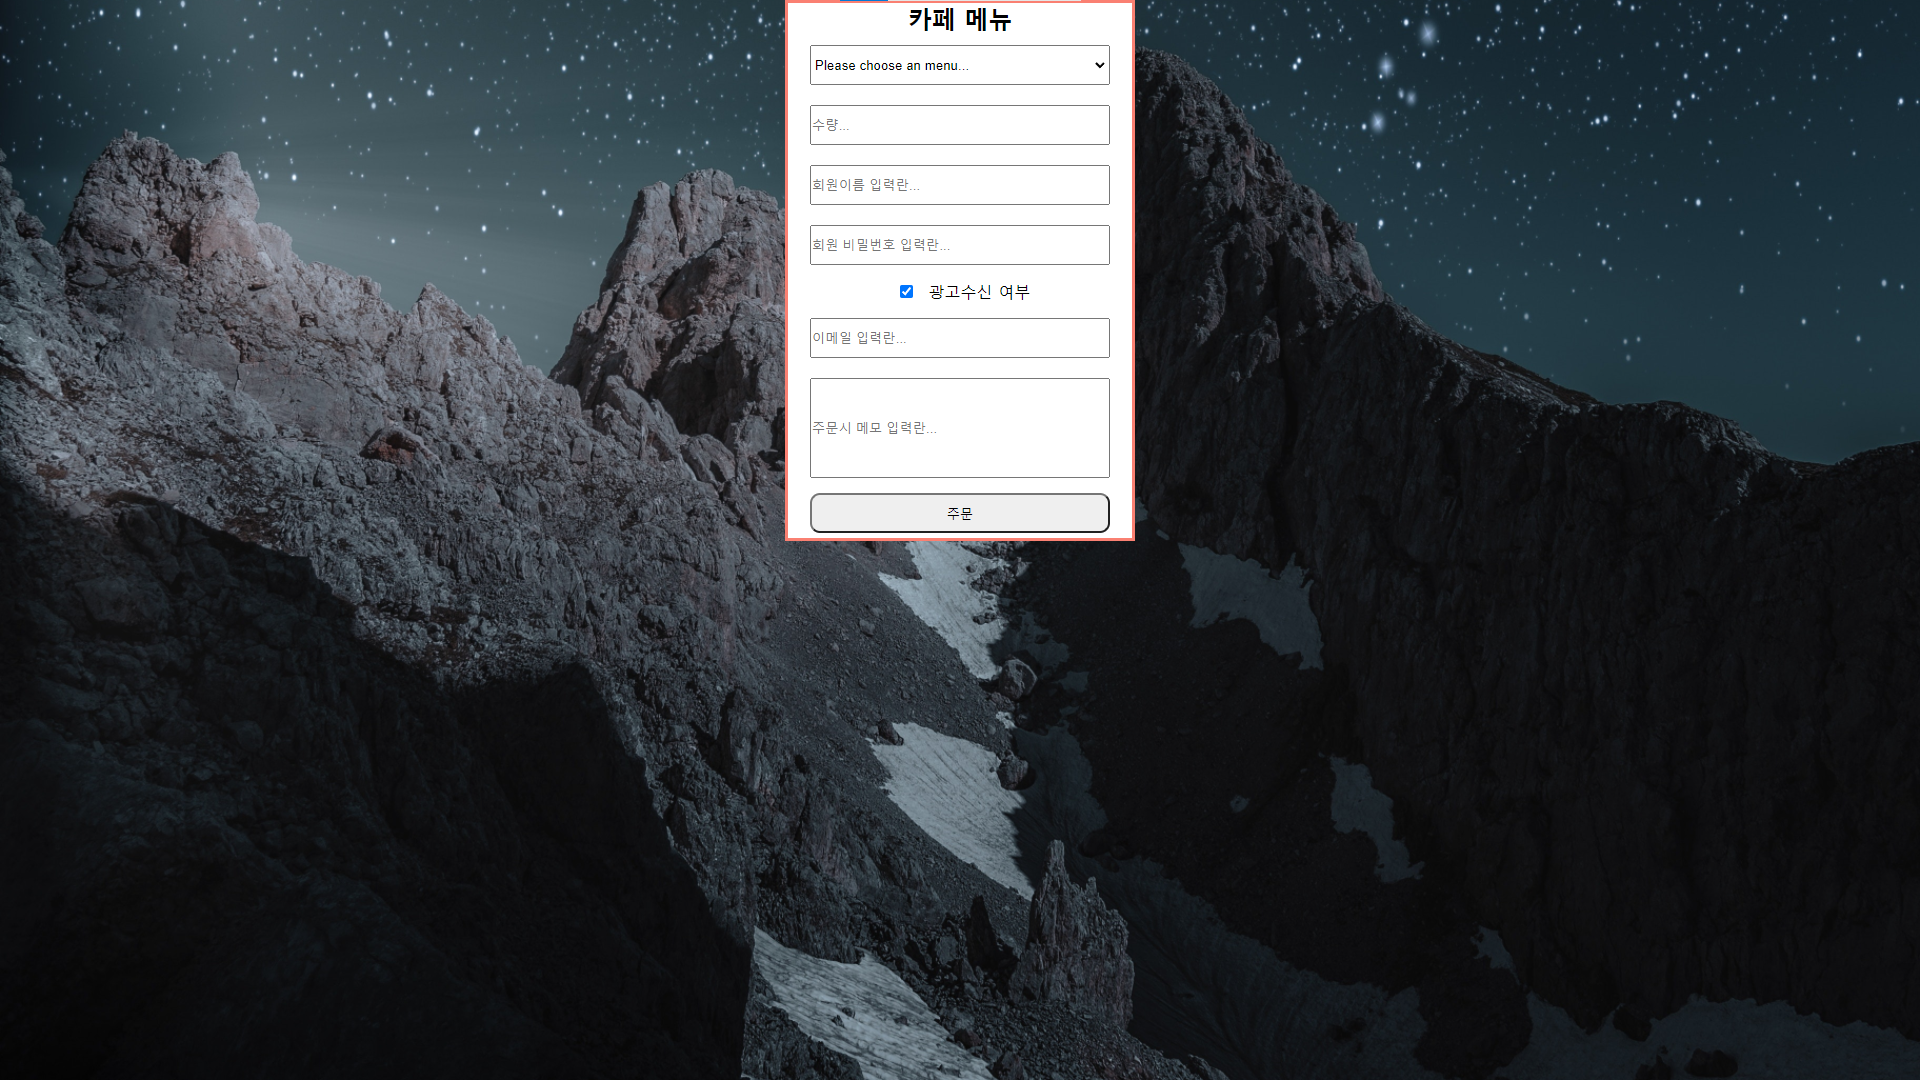 카페 메뉴
Please choose an menu...
수량...
회원이름 입력란...
회원 비밀번호 입력란...
광고수신 여부
이메일 입력란...
주문시 메모 입력란...
주문